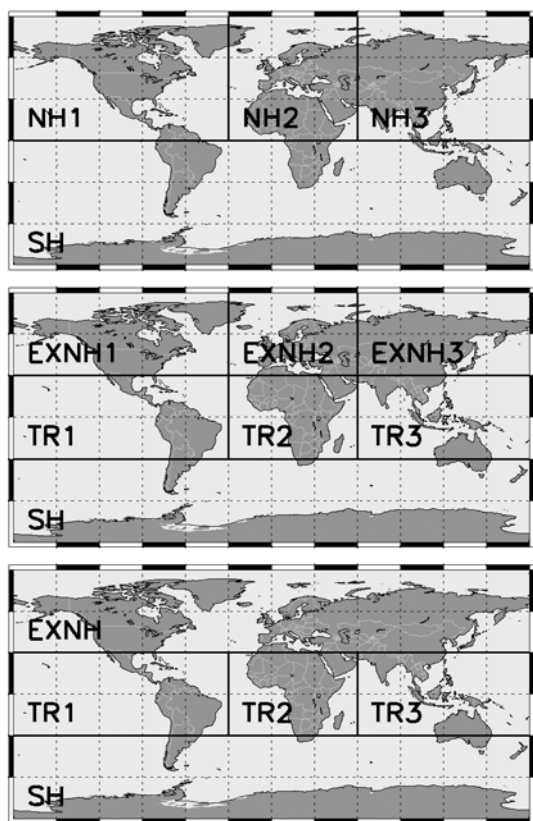 NH1 NH2 NH3
SH
EXNH1 EXNH2 EXNH3
TR1 TR2 TR3
SH
EXNH
TR1 TR2 TR3
SH